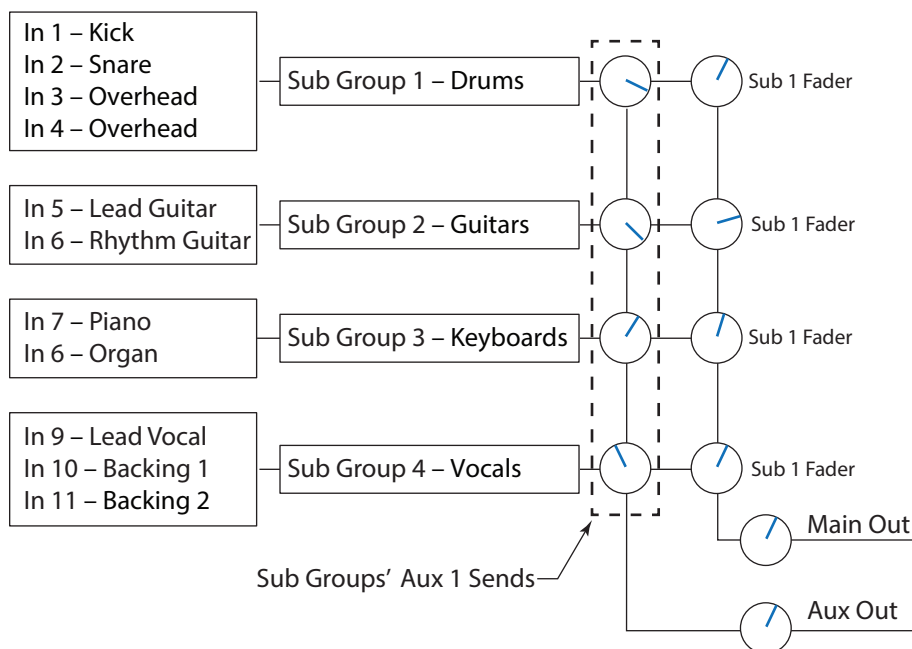 In 1 – Kick
In 2 – Snare
In 3 – Overhead
In 4 – Overhead
Sub Group 1 – Drums
Sub 1 Fader
In 5 – Lead Guitar
In 6 – Rhythm Guitar
Sub Group 2 – Guitars
Sub 1 Fader
In 7 – Piano
In 6 – Organ
Sub Group 3 – Keyboards
Sub 1 Fader
In 9 – Lead Vocal
In 10 – Backing 1
In 11 – Backing 2
Sub Group 4 – Vocals
Sub 1 Fader
Main Out
Sub Groups' Aux 1 Sends
Aux Out